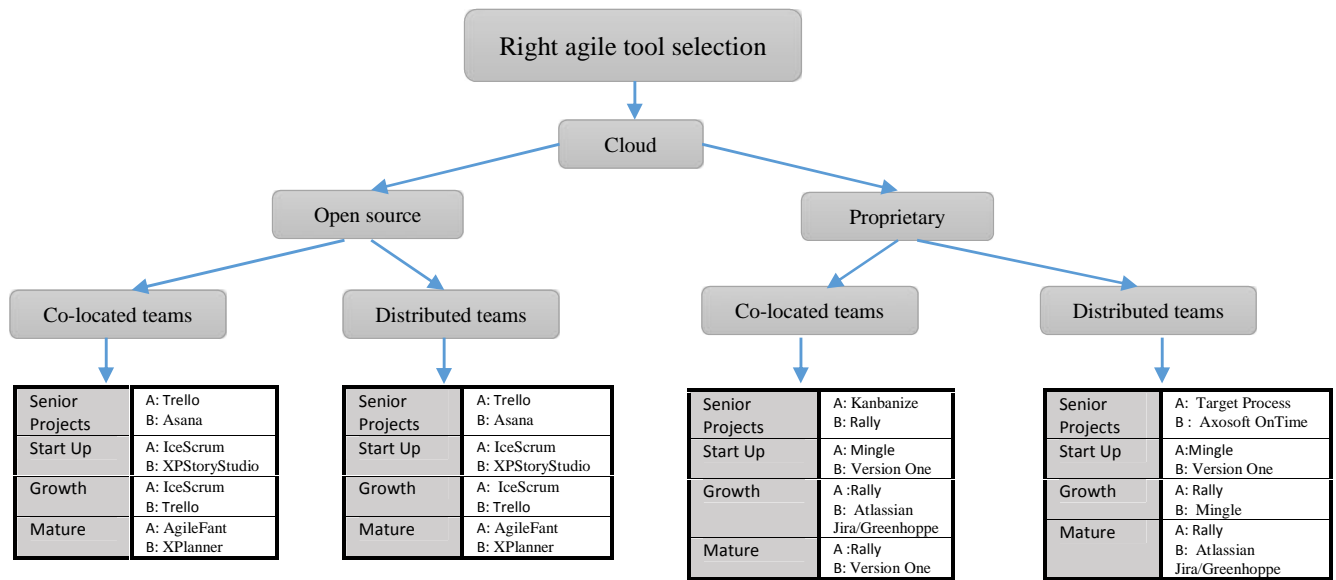 Right agile tool selection
Cloud
Open source
Proprietary
Co-located teams
Distributed teams
Co-located teams
Distributed teams
Senior
Projects
A: Trello
B: Asana
Start Up
A: IceScrum
B: XPStoryStudio
Growth
A: IceScrum
B: Trello
Mature
A: AgileFant
B: XPlanner
Senior
Projects
A: Trello
B: Asana
Start Up
A: IceScrum
B: XPStoryStudio
Growth
A: IceScrum
B: Trello
Mature
A: AgileFant
B: XPlanner
Senior
Projects
A: Kanbanize
B: Rally
Start Up
A: Mingle
B: Version One
Growth
A :Rally
B: Atlassian
Jira/Greenhoppe
Mature
A :Rally
B: Version One
Senior
Projects
A: Target Process
B : Axosoft OnTime
Start Up
A:Mingle
B: Version One
Growth
A: Rally
B: Mingle
Mature
A: Rally
B: Atlassian
Jira/Greenhoppe